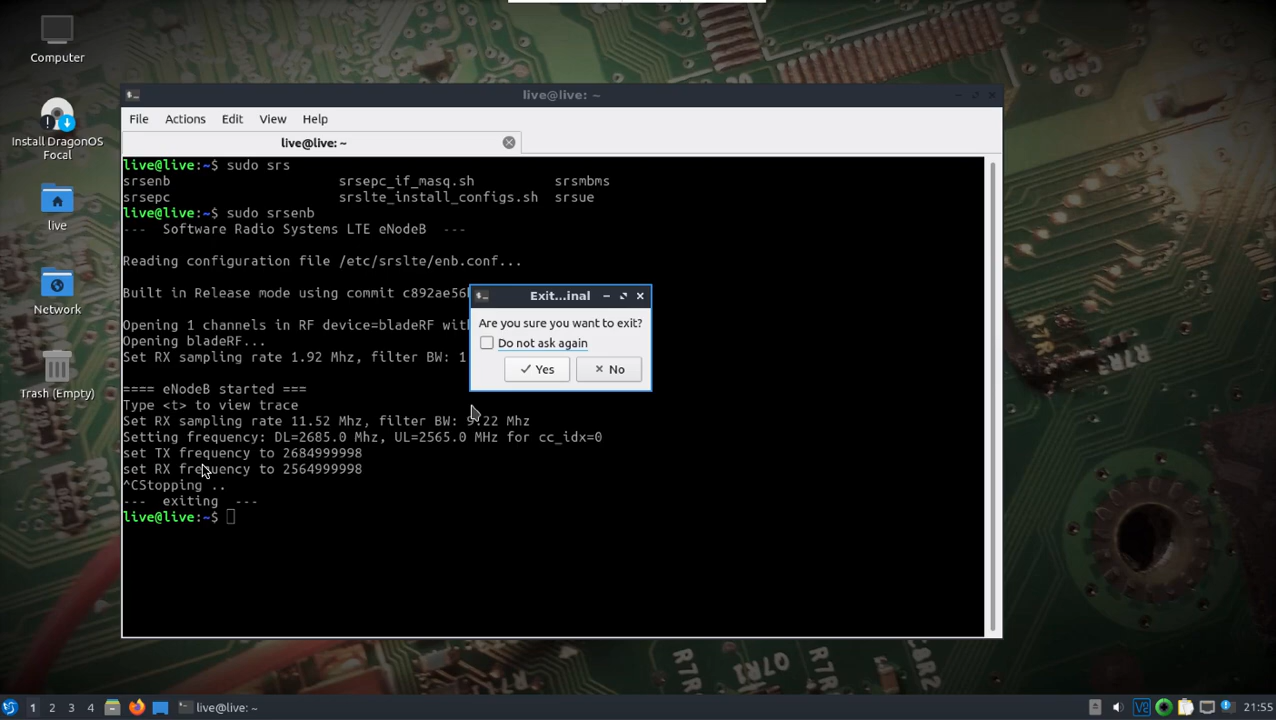 Computer
Install DragonOS
Focal
live
Network
Trash (Empty)
live@live: ~
File Actions Edit View Help
live@live: ~
live@live:~$ sudo srs
srsenb srsepc_if_masq.sh srsmbms
srsepc srslte_install_configs.sh srsue
live@live:~$ sudo srsenb
--- Software Radio Systems LTE eNodeB ---
Reading configuration file /etc/srslte/enb.conf...
Built in Release mode using commit c892ae56
Opening 1 channels in RF device=bladeRF wit
Opening bladeRF...
Set RX sampling rate 1.92 Mhz, filter BW: 1
==== eNodeB started ===
Type <t> to view trace
Set RX sampling rate 11.52 Mhz, filter BW: 9.22 Mhz
Setting frequency: DL=2685.0 Mhz, UL=2565.0 MHz for cc_idx=0
set TX frequency to 2684999998
set RX frequency to 2564999998
^CStopping ..
--- exiting ---
live@live:~$
Exit...inal
Are you sure you want to exit?
Do not ask again
Yes No
1 2 3 4 live@live: ~ 21:55